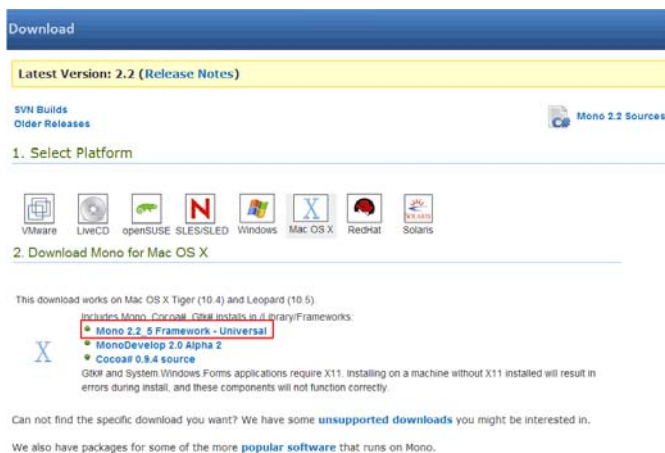 Download
Latest Version: 2.2 (Release Notes)
SVN Builds
Older Releases
Mono 2.2 Sources
1. Select Platform
VMware LiveCD openSUSE SLES/SLED Windows Mac OS X RedHat Solaris
2. Download Mono for Mac OS X
This download works on Mac OS X Tiger (10.4) and Leopard (10.5)
Includes Mono, Cocoa#, Gtk# installs in /Library/Frameworks:
Mono 2.2_5 Framework - Universal
MonoDevelop 2.0 Alpha 2
Cocoa# 0.9.4 source
Gtk# and System.Windows.Forms applications require X11. Installing on a machine without X11 installed will result in
errors during install, and these components will not function correctly.
Can not find the specific download you want? We have some unsupported downloads you might be interested in.
We also have packages for some of the more popular software that runs on Mono.